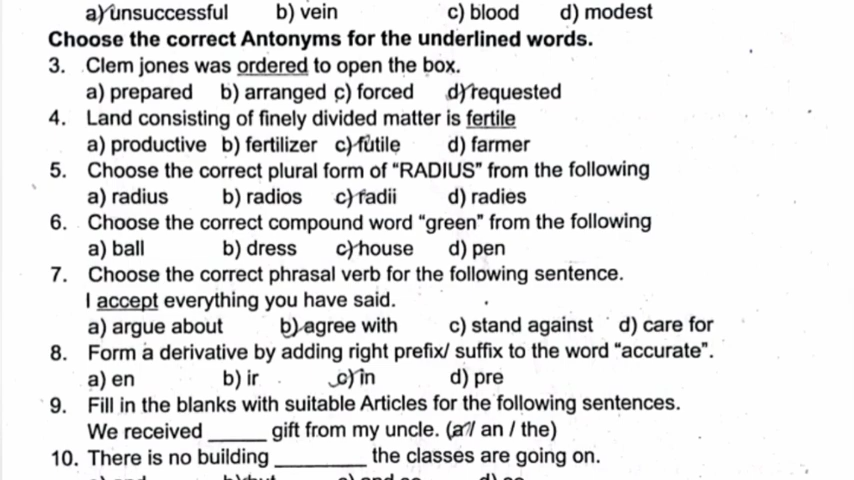 a) unsuccessful b) vein c) blood d) modest
Choose the correct Antonyms for the underlined words.
3. Clem jones was ordered to open the box.
a) prepared b) arranged c) forced d) requested
4. Land consisting of finely divided matter is fertile
a) productive b) fertilizer c) futile d) farmer
5. Choose the correct plural form of “RADIUS” from the following
a) radius b) radios c) radii d) radies
6. Choose the correct compound word “green” from the following
a) ball b) dress c) house d) pen
7. Choose the correct phrasal verb for the following sentence.
I accept everything you have said.
a) argue about b) agree with c) stand against d) care for
8. Form a derivative by adding right prefix/ suffix to the word “accurate”.
a) en b) ir c) in d) pre
9. Fill in the blanks with suitable Articles for the following sentences.
We received ______ gift from my uncle. (a / an / the)
10. There is no building _________ the classes are going on.